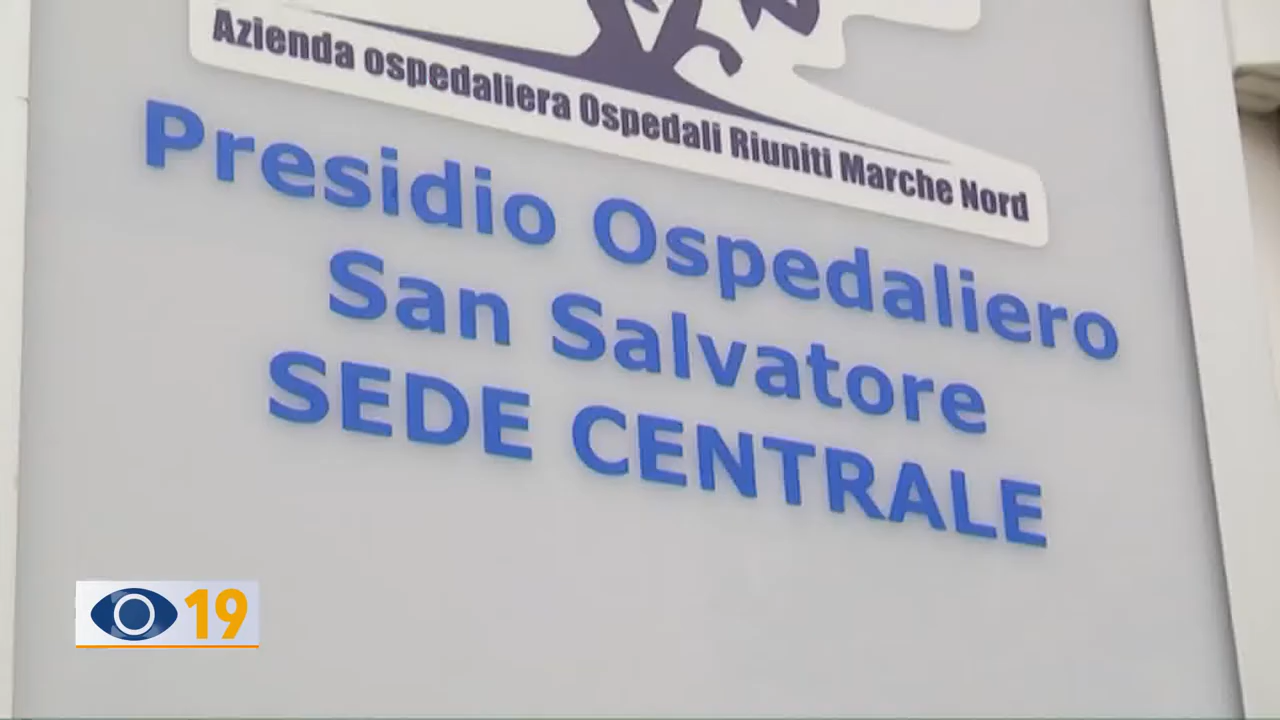 Azienda ospedaliera Ospedali Riuniti Marche Nord
Presidio Ospedaliero
San Salvatore
SEDE CENTRALE
19